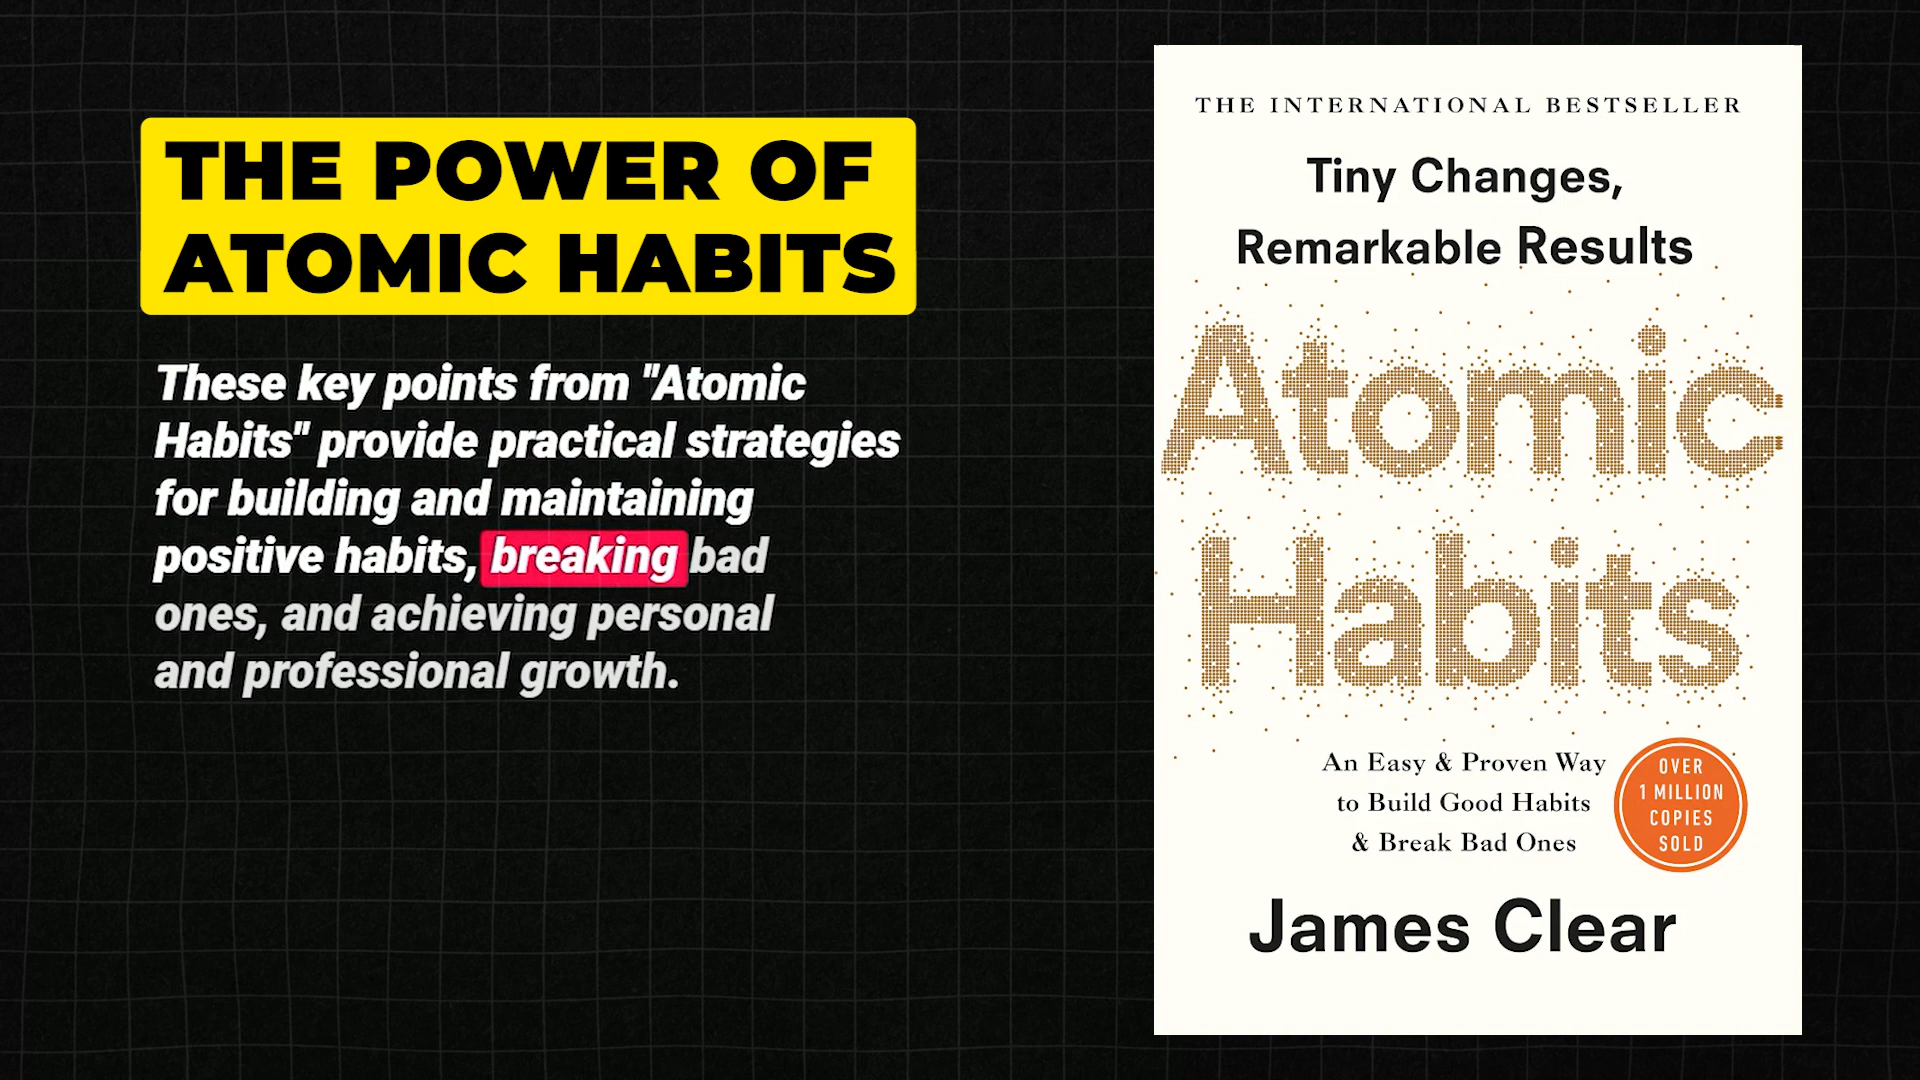 THE POWER OF
ATOMIC HABITS
These key points from "Atomic
Habits" provide practical strategies
for building and maintaining
positive habits, breaking bad
ones, and achieving personal
and professional growth.
THE INTERNATIONAL BESTSELLER
Tiny Changes,
Remarkable Results
Atomic
Habits
An Easy & Proven Way
to Build Good Habits
& Break Bad Ones
OVER
1 MILLION
COPIES
SOLD
James Clear